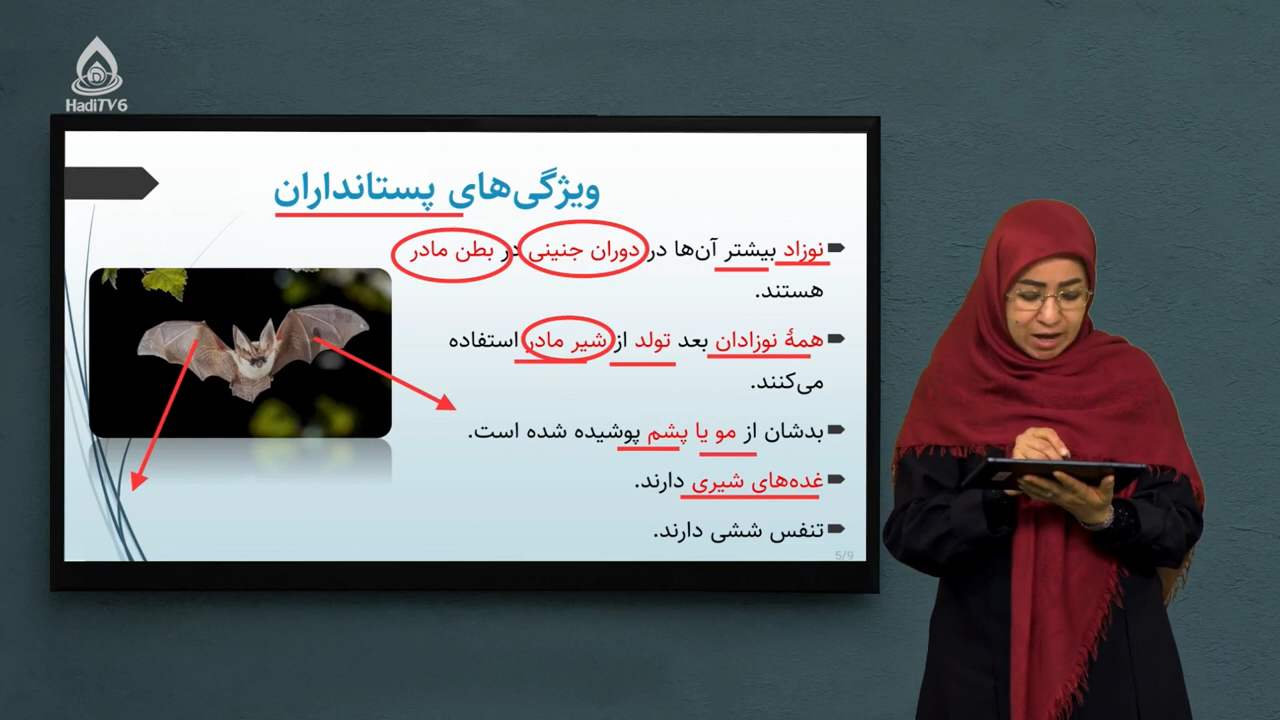 HadiTV6
ویژگی‌های پستانداران
نوزاد بیشتر آن‌ها در دوران جنینی در بطن مادر
هستند.
همهٔ نوزادان بعد تولد از شیر مادر استفاده
می‌کنند.
بدشان از مو یا پشم پوشیده شده است.
غده‌های شیری دارند.
تنفس ششی دارند.
5/9